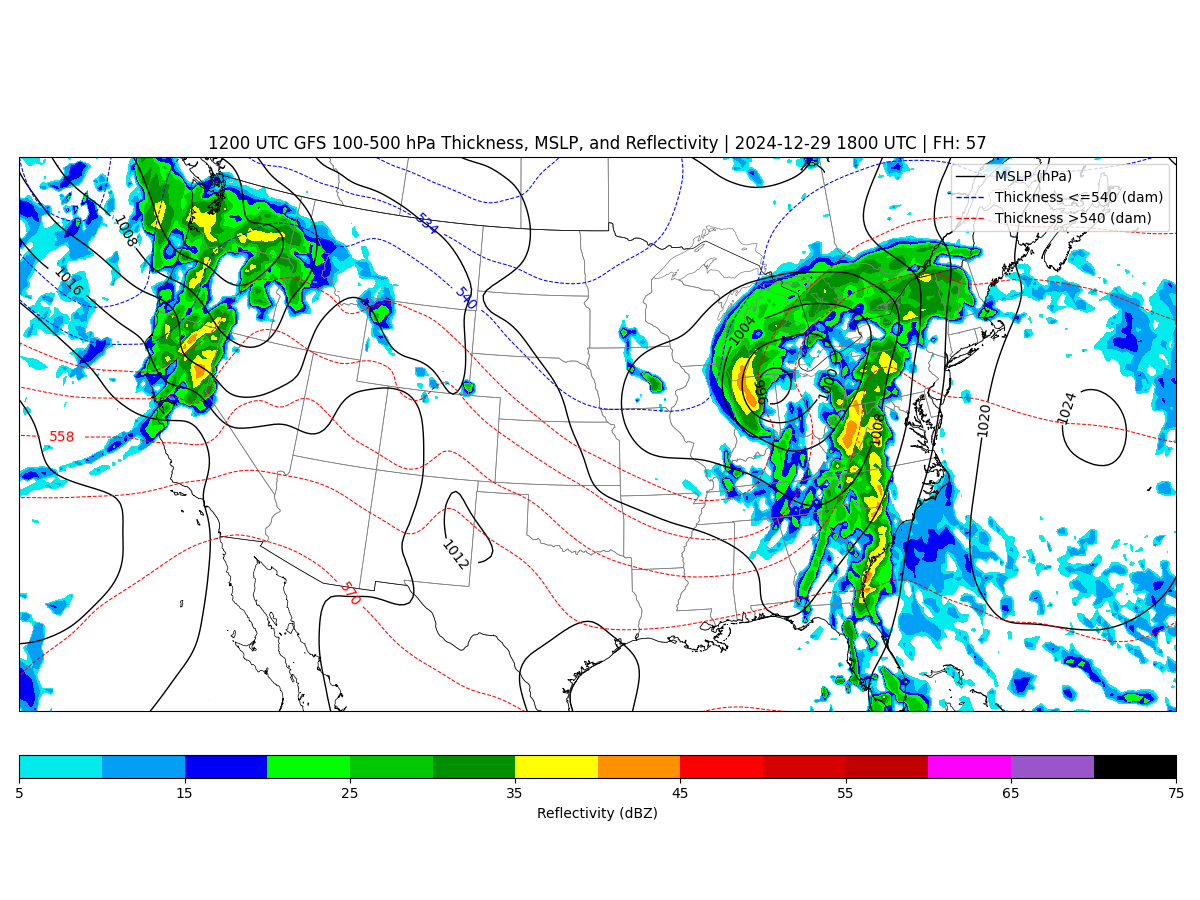 1200 UTC GFS 100-500 hPa Thickness, MSLP, and Reflectivity | 2024-12-29 1800 UTC | FH: 57
MSLP (hPa)
Thickness <=540 (dam)
Thickness >540 (dam)
534
1008
1016
540
1004
1000
996
1008
1020
1024
558
1012
570
5 15 25 35 45 55 65 75
Reflectivity (dBZ)